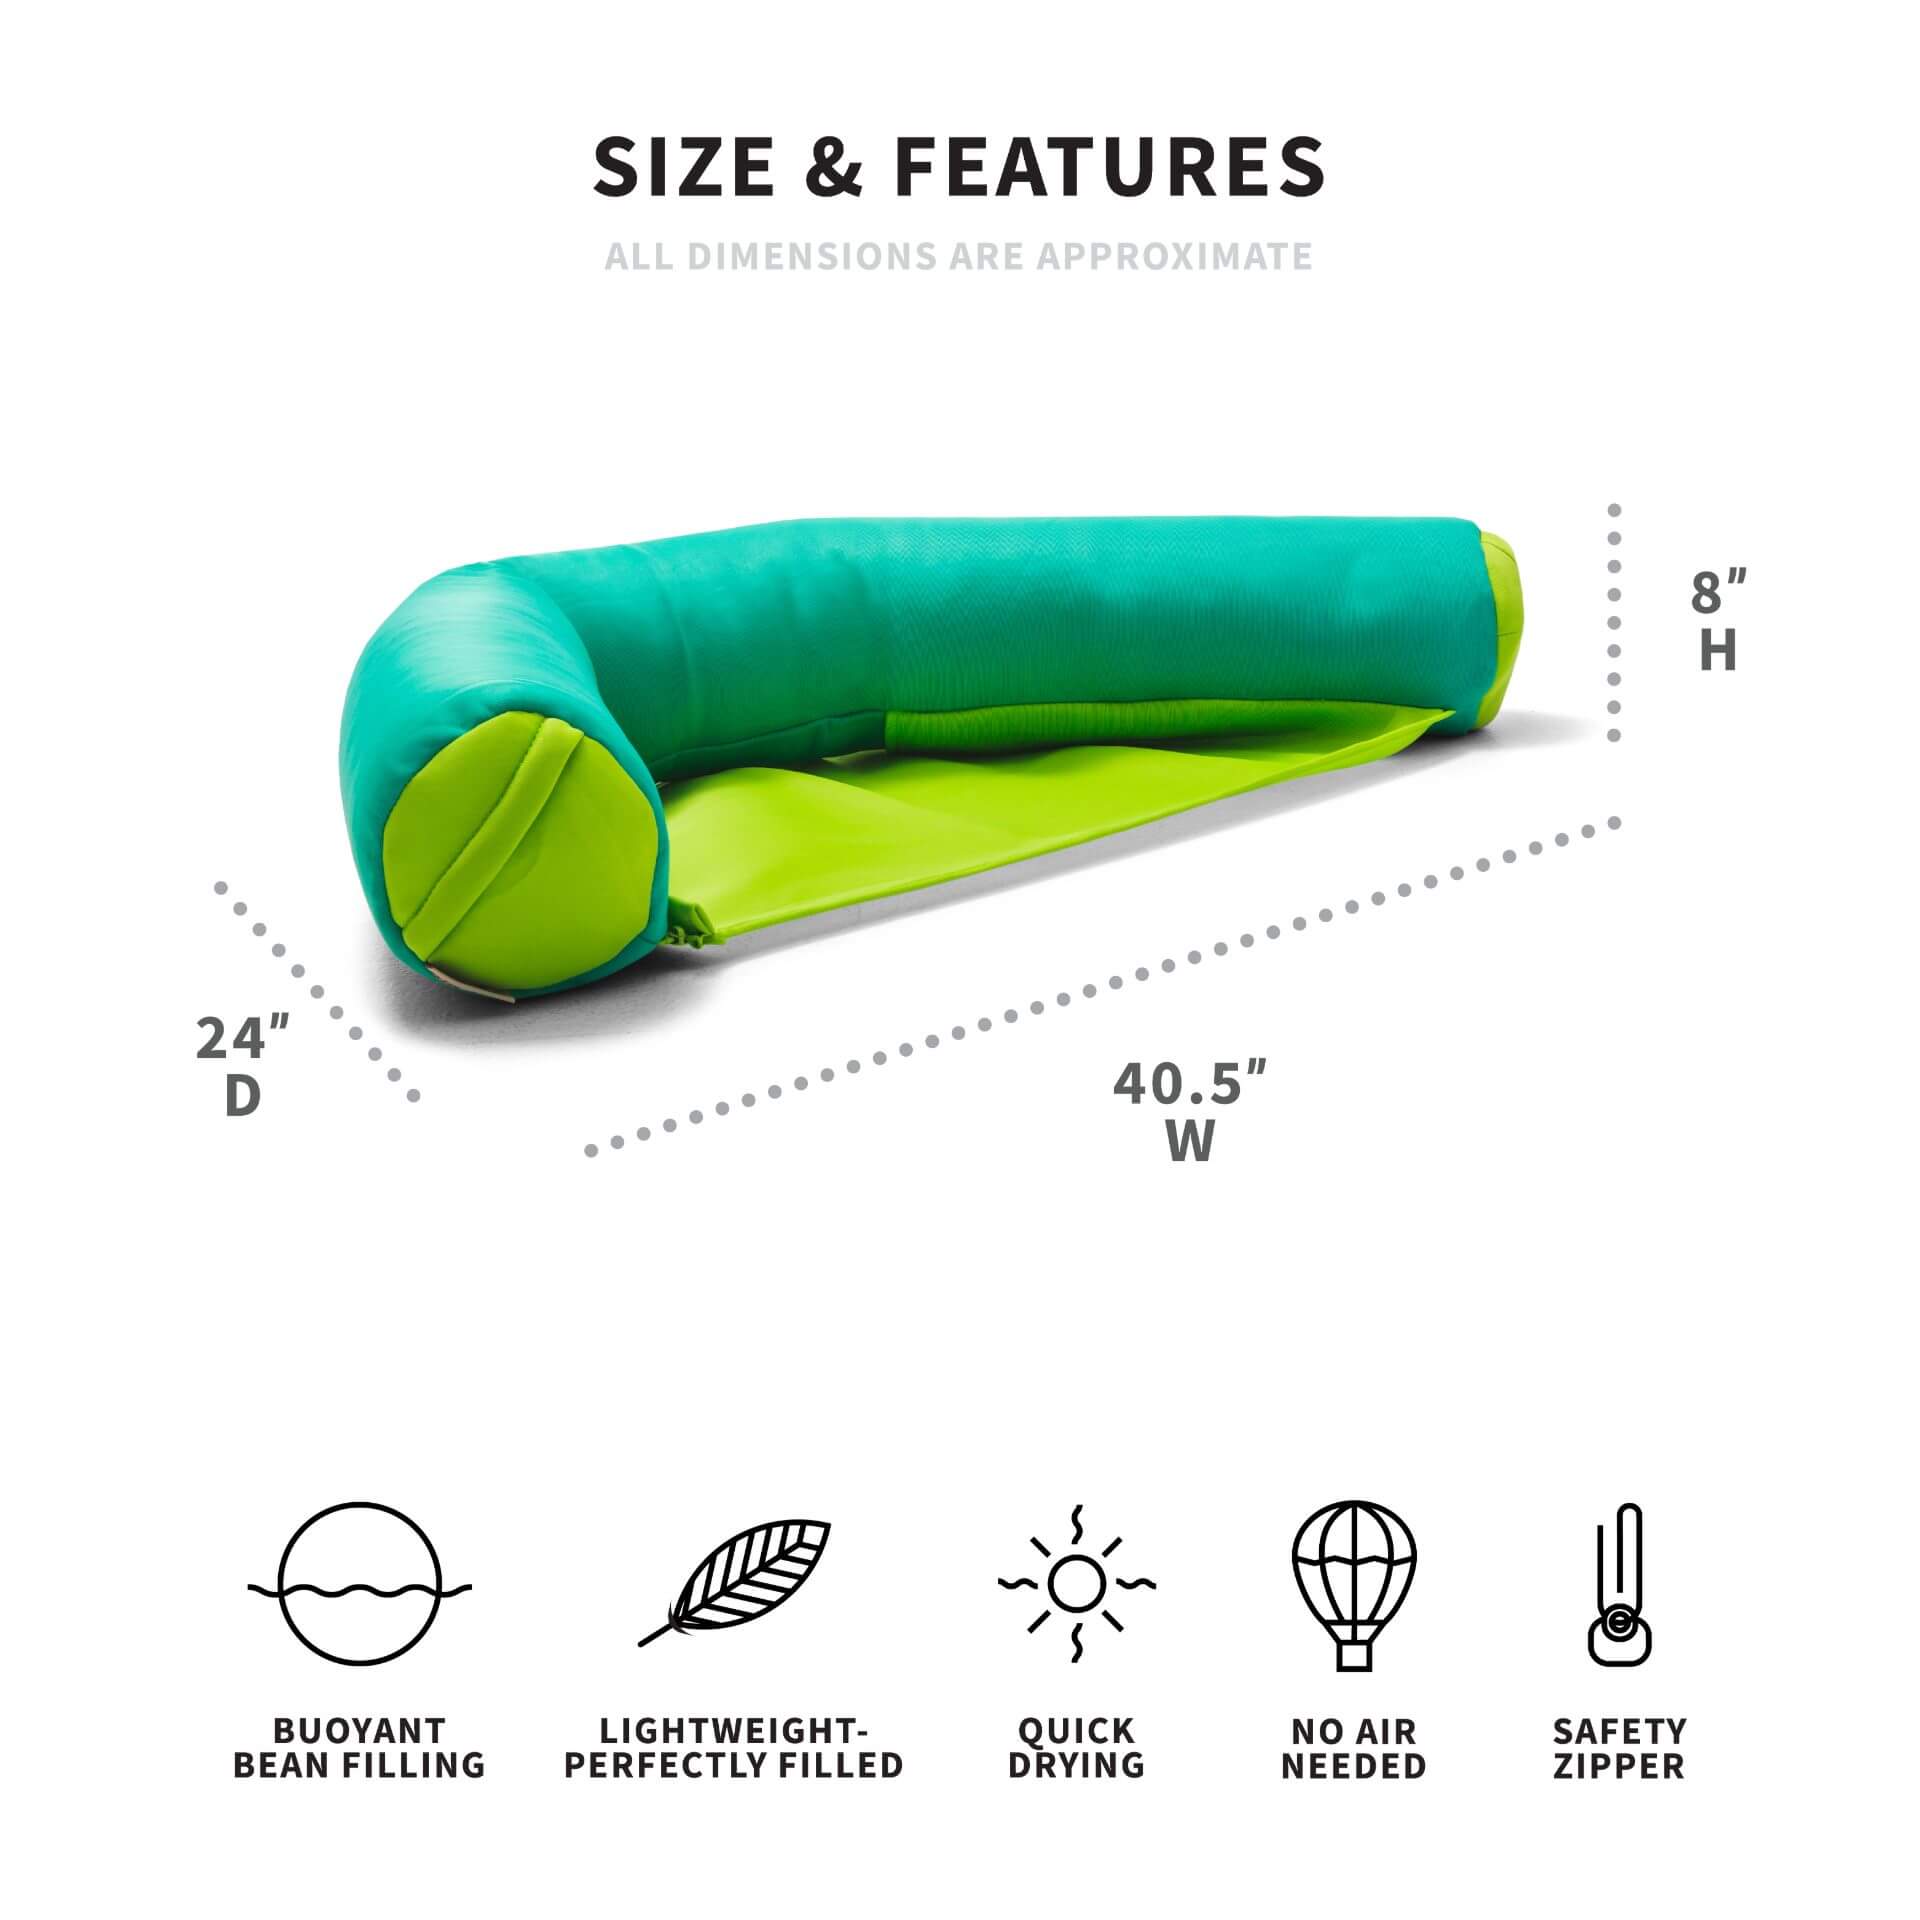 SIZE & FEATURES
ALL DIMENSIONS ARE APPROXIMATE
8"
H
24"
D
40.5"
W
BUOYANT
BEAN FILLING
LIGHTWEIGHT-
PERFECTLY FILLED
QUICK
DRYING
NO AIR
NEEDED
SAFETY
ZIPPER